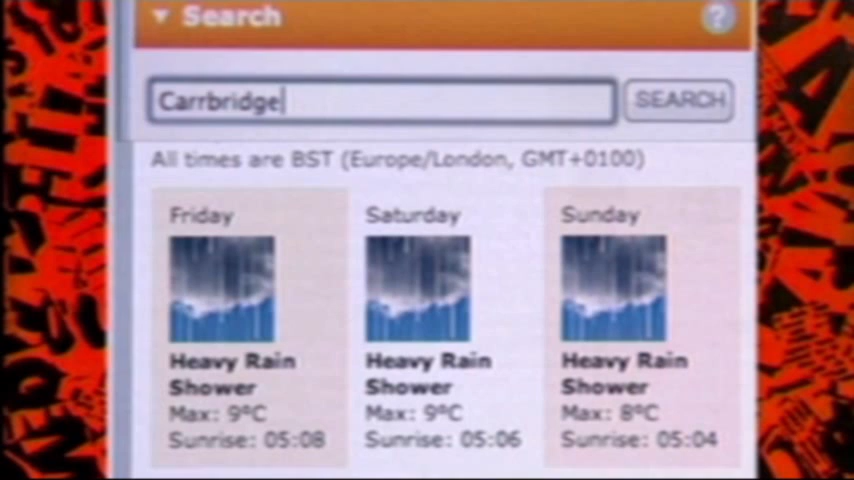 Search ?
Carrbridge SEARCH
All times are BST (Europe/London, GMT+0100)
Friday Saturday Sunday
Heavy Rain Shower Heavy Rain Shower Heavy Rain Shower
Max: 9°C Max: 9°C Max: 8°C
Sunrise: 05:08 Sunrise: 05:06 Sunrise: 05:04